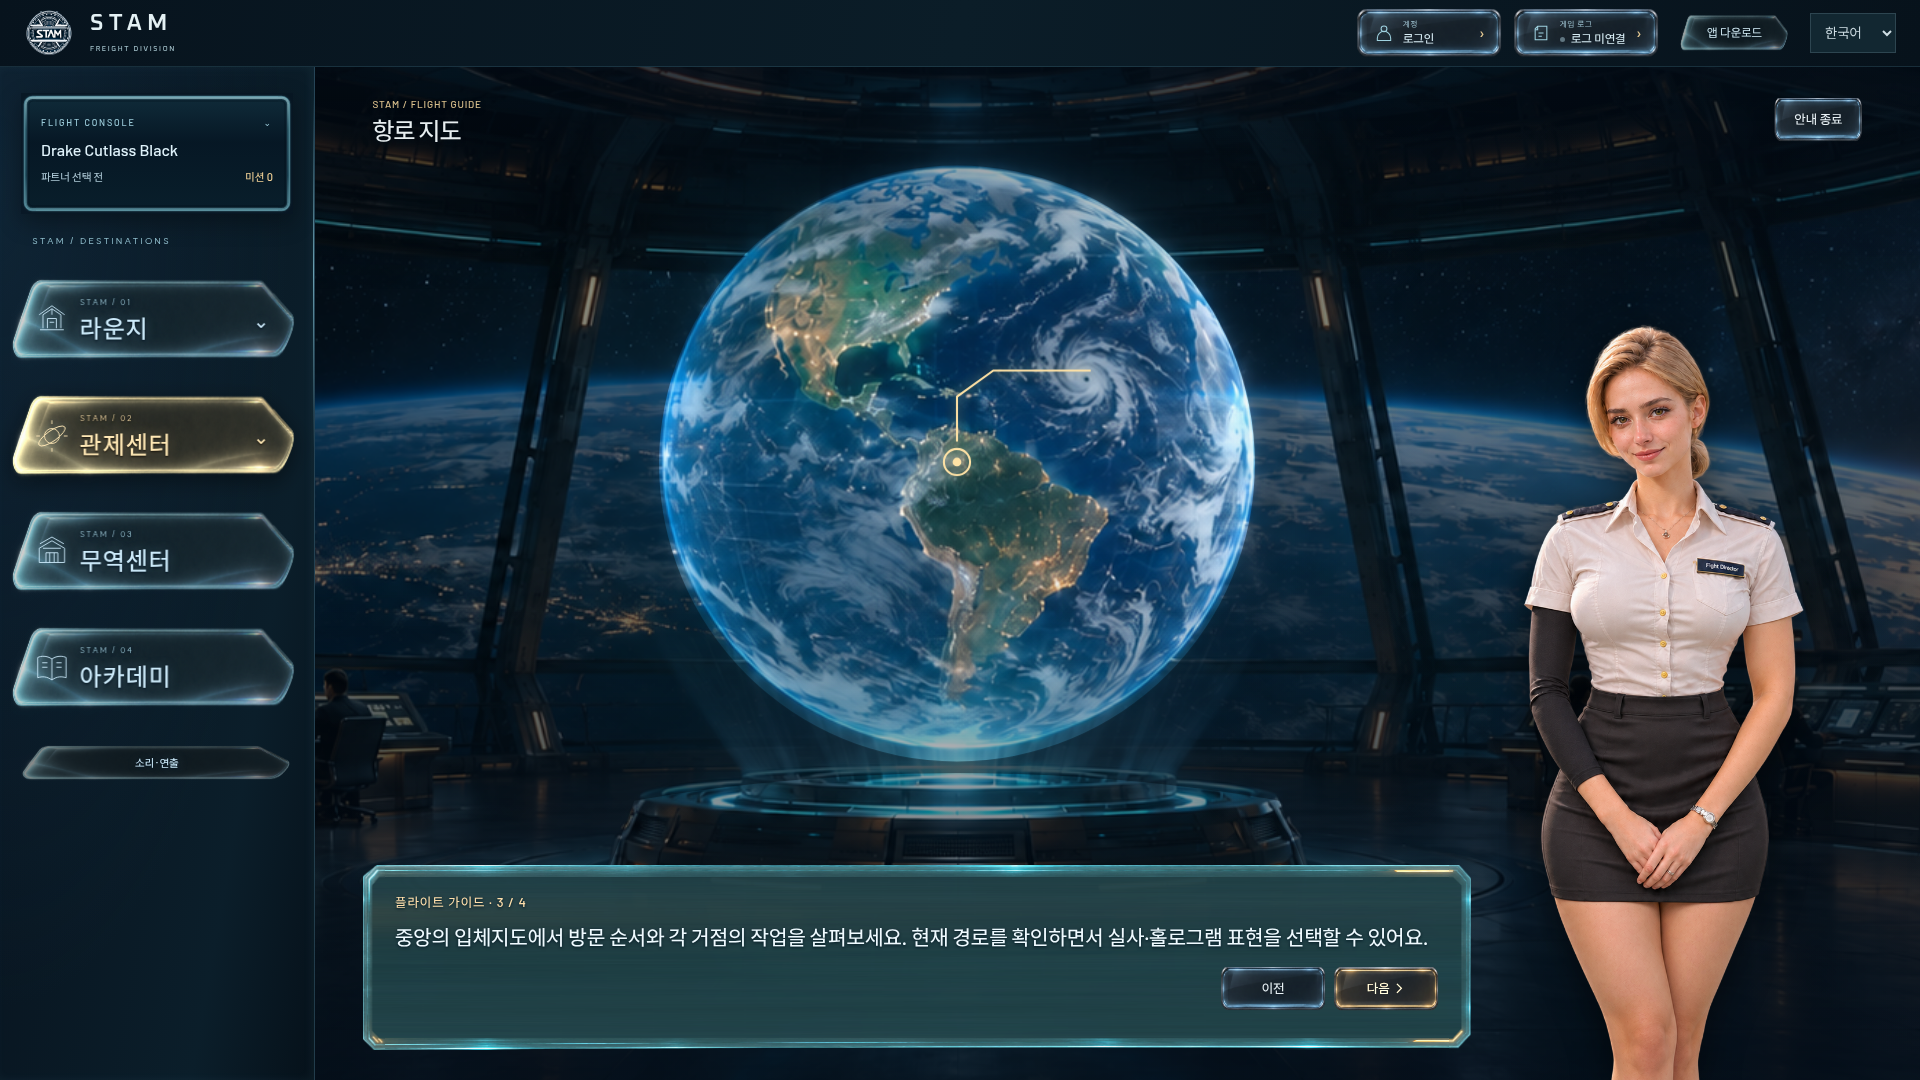 STAM
STAM
FREIGHT DIVISION
계정
로그인
게임 로그
로그 미연결
앱 다운로드
한국어
FLIGHT CONSOLE
Drake Cutlass Black
파트너 선택 전
미션 0
STAM / DESTINATIONS
STAM / 01
라운지
STAM / 02
관제센터
STAM / 03
무역센터
STAM / 04
아카데미
소리·연출
STAM / FLIGHT GUIDE
항로 지도
안내 종료
Fight Director
플라이트 가이드 · 3 / 4
중앙의 입체지도에서 방문 순서와 각 거점의 작업을 살펴보세요. 현재 경로를 확인하면서 실사·홀로그램 표현을 선택할 수 있어요.
이전
다음